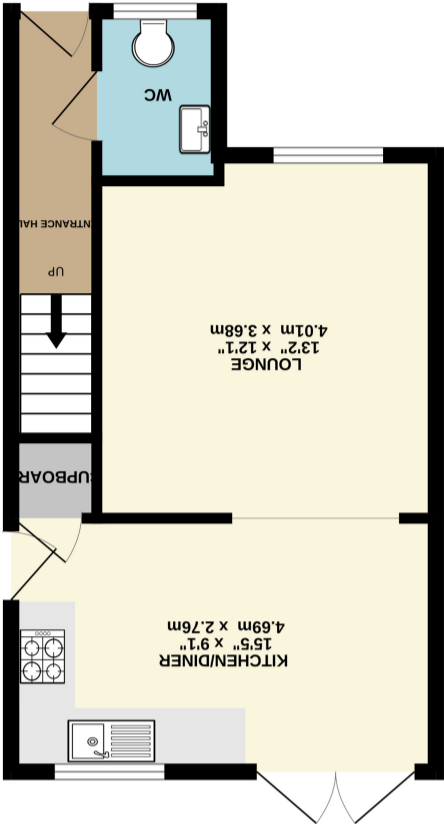 KITCHEN/DINER
15'5" x 9'1"
4.69m x 2.76m
CUPBOARD
LOUNGE
13'2" x 12'1"
4.01m x 3.68m
UP
ENTRANCE HALL
WC